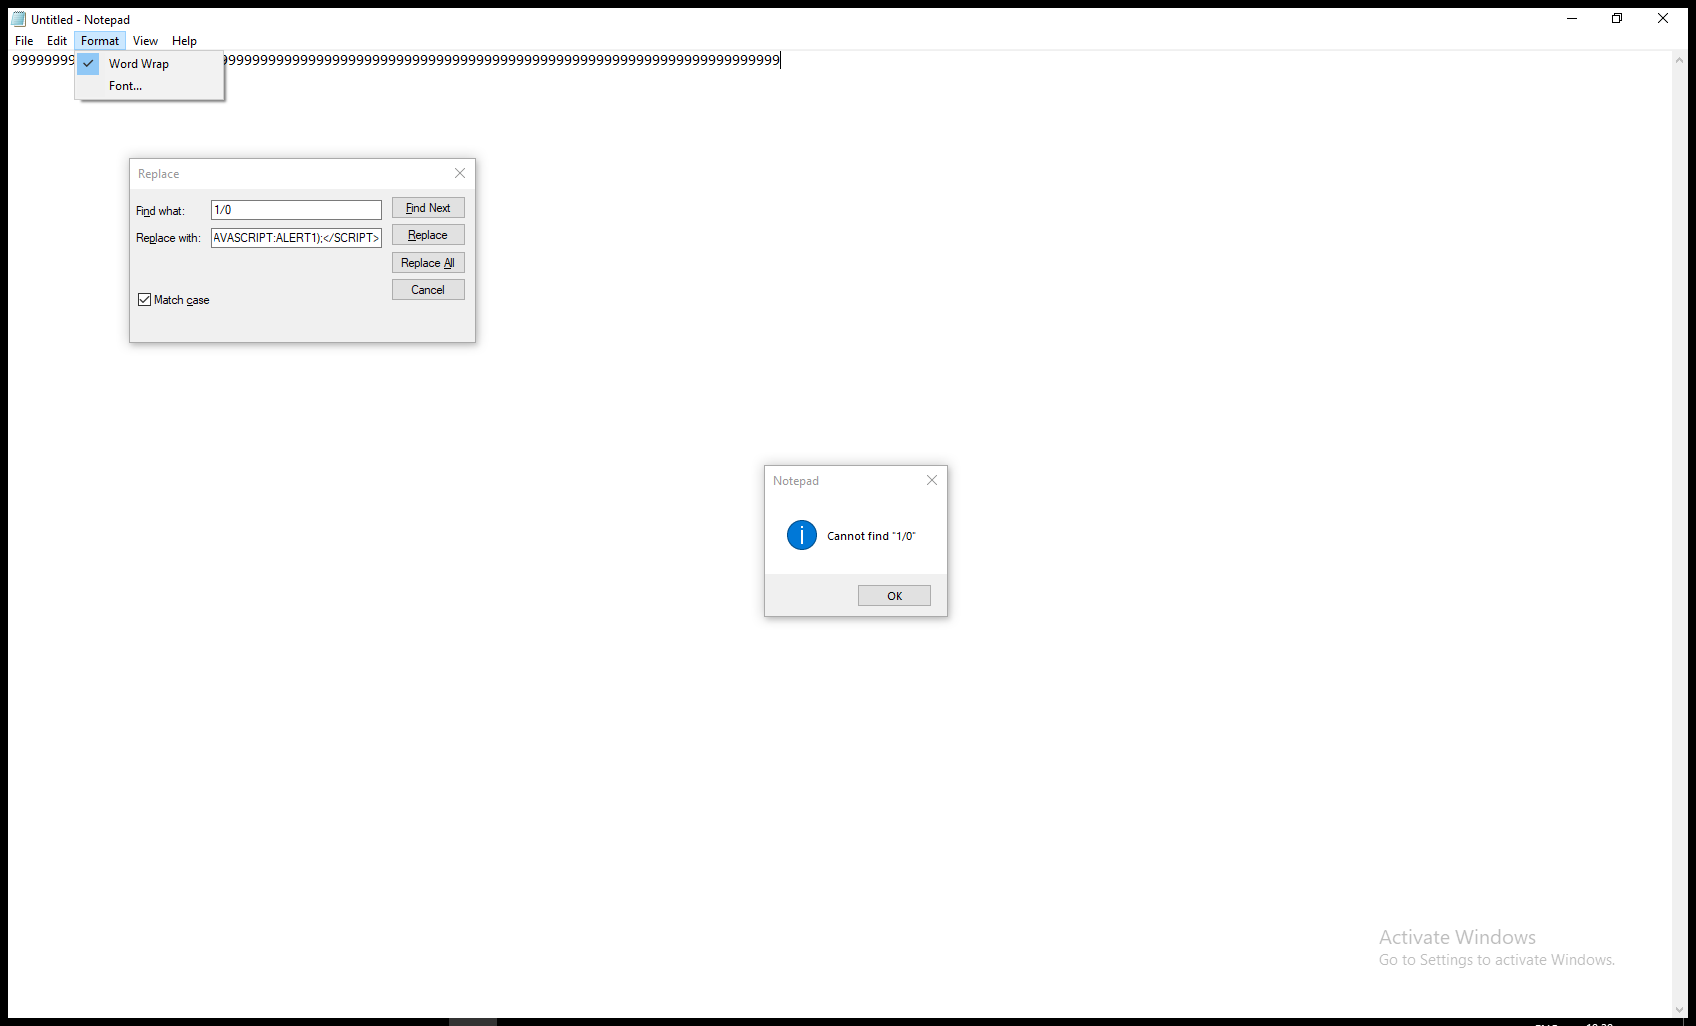 Untitled - Notepad
File Edit Format View Help
Word Wrap
Font...
Replace
Find what: 1/0 Find Next
Replace with: AVASCRIPT:ALERT1);</SCRIPT> Replace
Replace All
Cancel
Match case
Notepad
Cannot find "1/0"
OK
Activate Windows
Go to Settings to activate Windows.